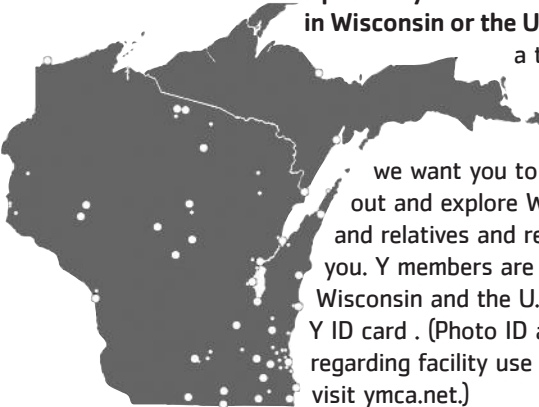 in Wisconsin or the U
a t
we want you to
out and explore W
and relatives and re
you. Y members are
Wisconsin and the U.
Y ID card . (Photo ID a
regarding facility use
visit ymca.net.)